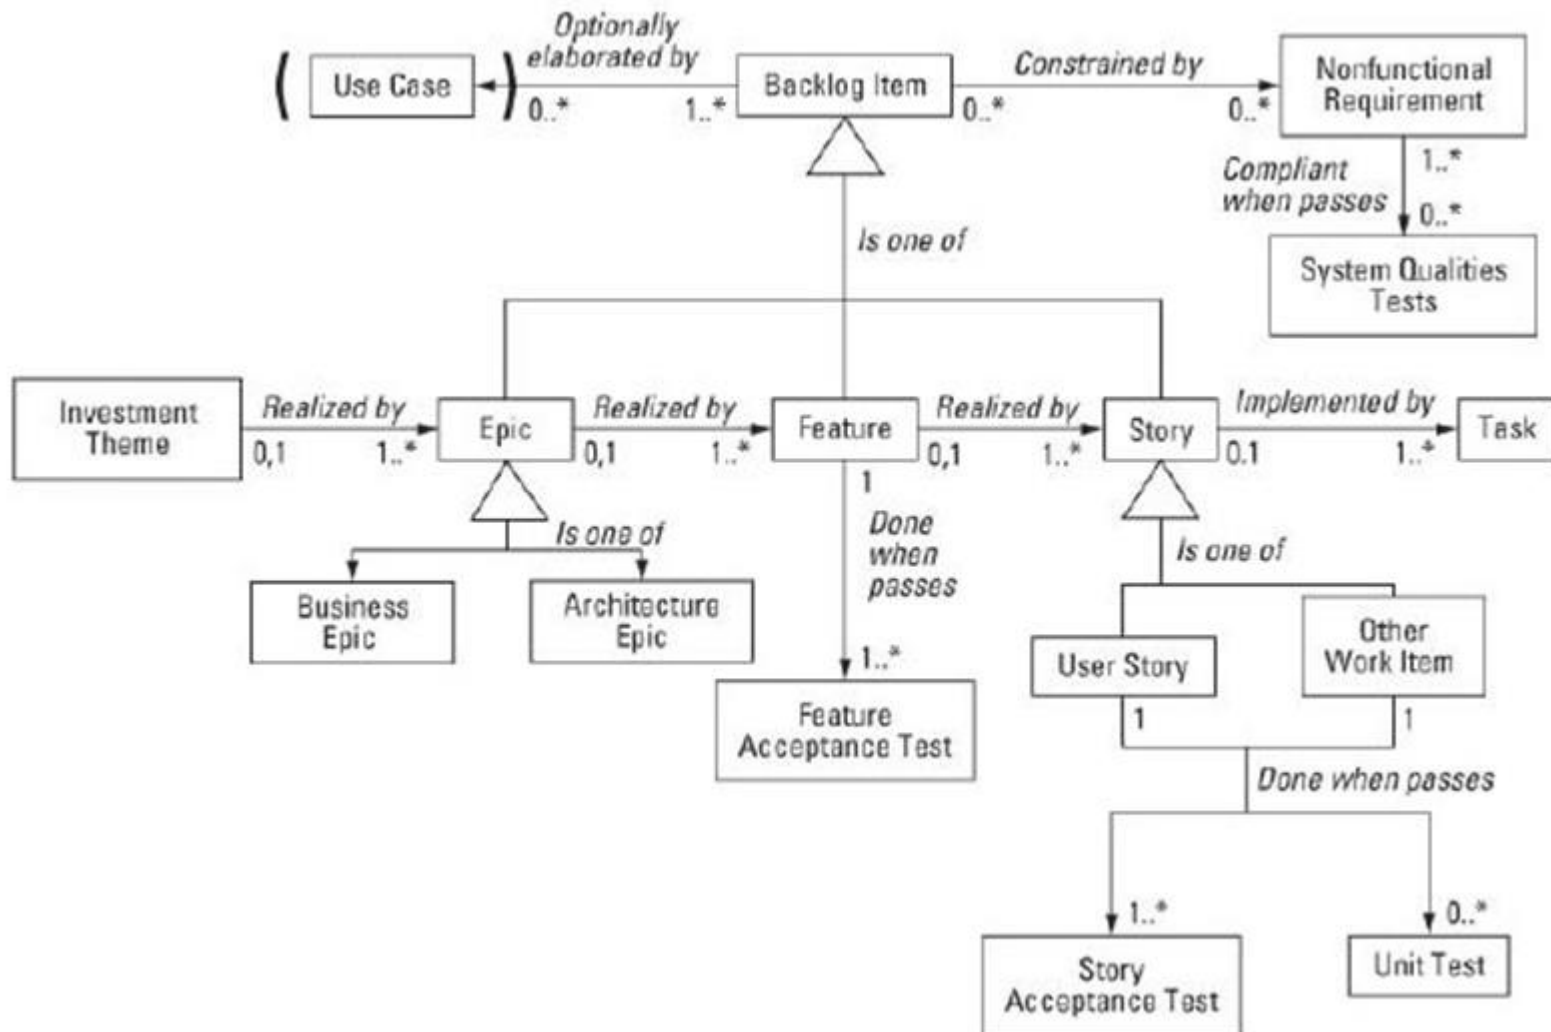 Optionally
elaborated by
( Use Case )
0..*
1..*
Backlog Item
Constrained by
0..*
0..*
Nonfunctional
Requirement
1..*
Compliant
when passes
0..*
System Qualities
Tests
Is one of
Investment
Theme
Realized by
0,1
1..*
Epic
Realized by
0,1
1..*
Feature
Realized by
0,1
1..*
Story
Implemented by
0.1
1..*
Task
Is one of
Business
Epic
Architecture
Epic
1
Done
when
passes
1..*
Feature
Acceptance Test
Is one of
User Story
Other
Work Item
1
1
Done when passes
1..*
0..*
Story
Acceptance Test
Unit Test